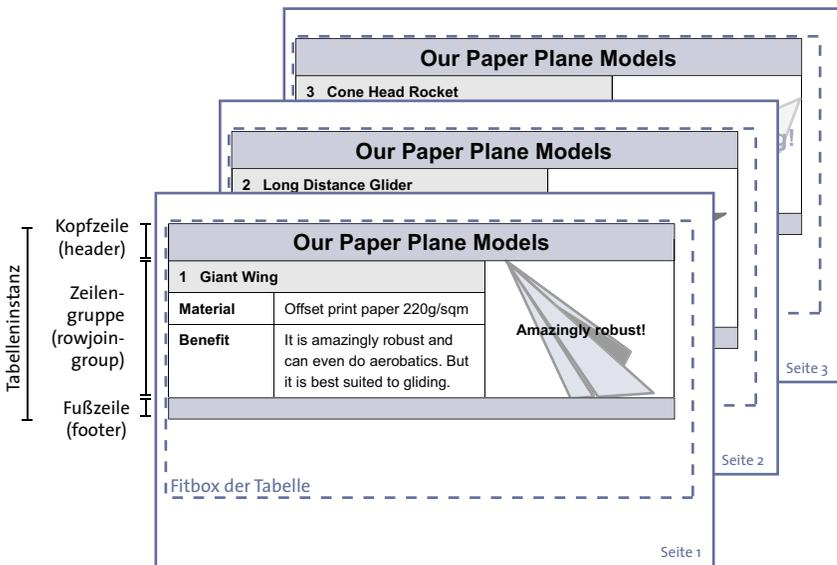 Our Paper Plane Models
3 Cone Head Rocket
g!
Our Paper Plane Models
2 Long Distance Glider
Kopfzeile
(header)
Zeilen-
gruppe
(rowjoin-
group)
Fußzeile
(footer)
Tabelleninstanz
Our Paper Plane Models
1 Giant Wing
Material Offset print paper 220g/sqm
Benefit It is amazingly robust and
can even do aerobatics. But
it is best suited to gliding.
Amazingly robust!
Fitbox der Tabelle
Seite 3
Seite 2
Seite 1